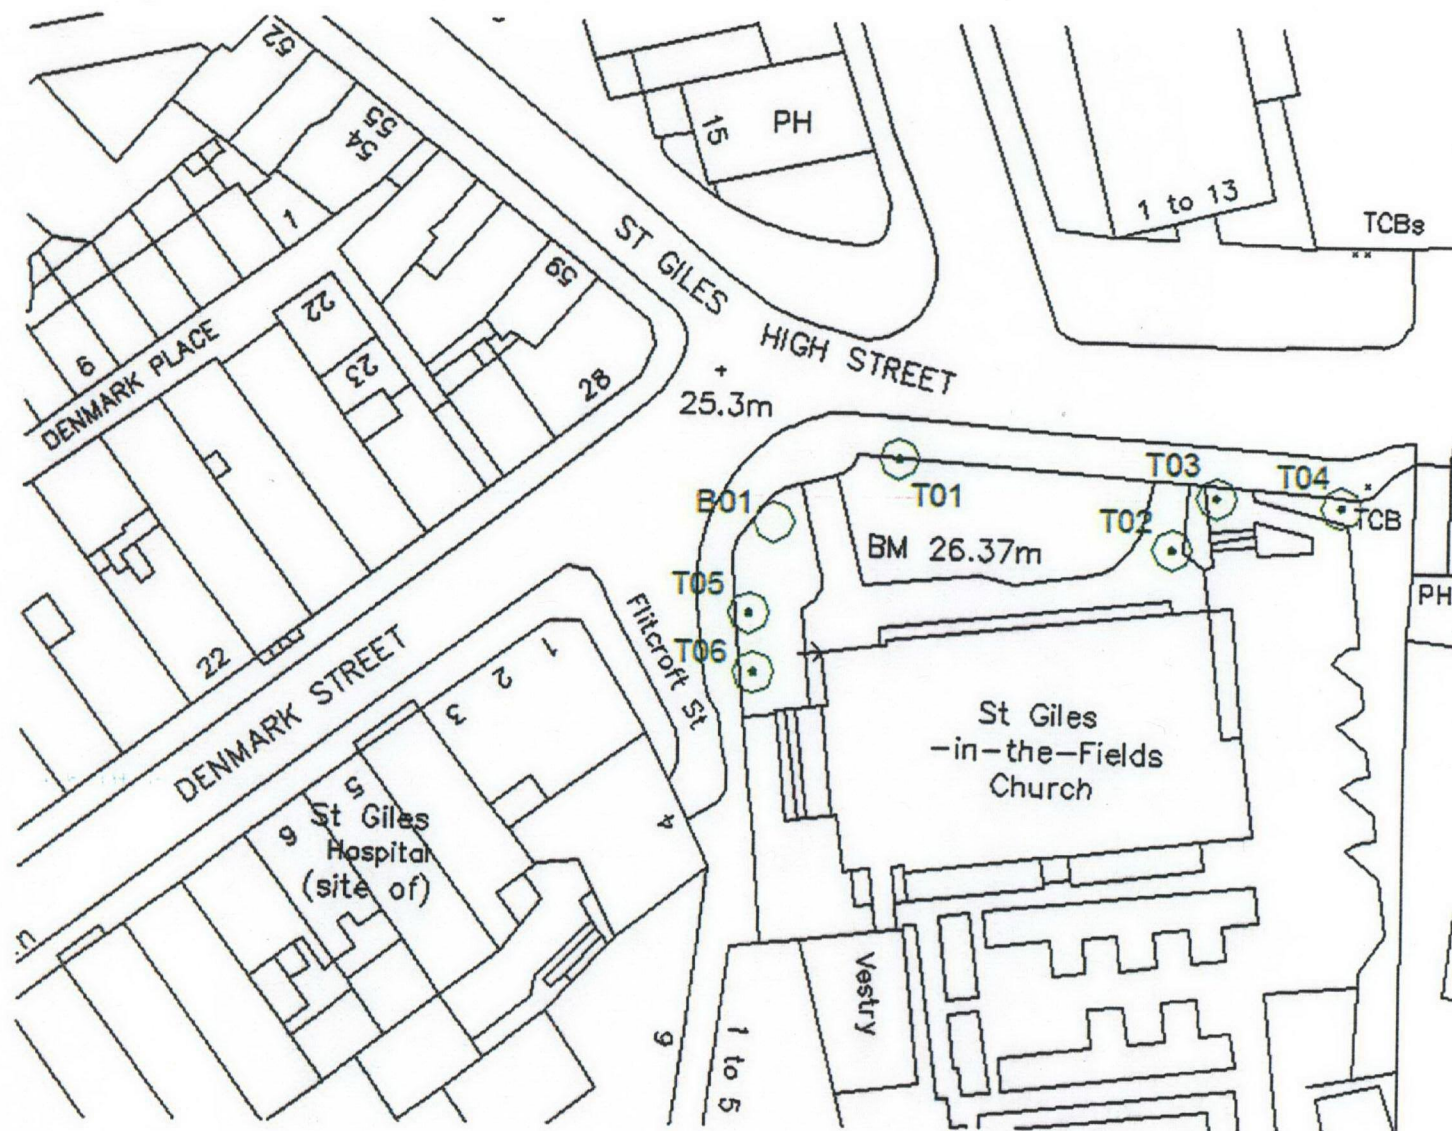 52
55
54
15
PH
1
ST GILES
HIGH STREET
1 to 13
TCBs
59
22
6
DENMARK PLACE
23
28
25.3m
T03
T04
B01
T01
T02
TCB
BM 26.37m
T05
PH
Flitcroft St
T06
22
DENMARK STREET
1
2
3
St Giles
-in-the-Fields
Church
5
St Giles
Hospital
(site of)
6
4
Vestry
9
1 to 5